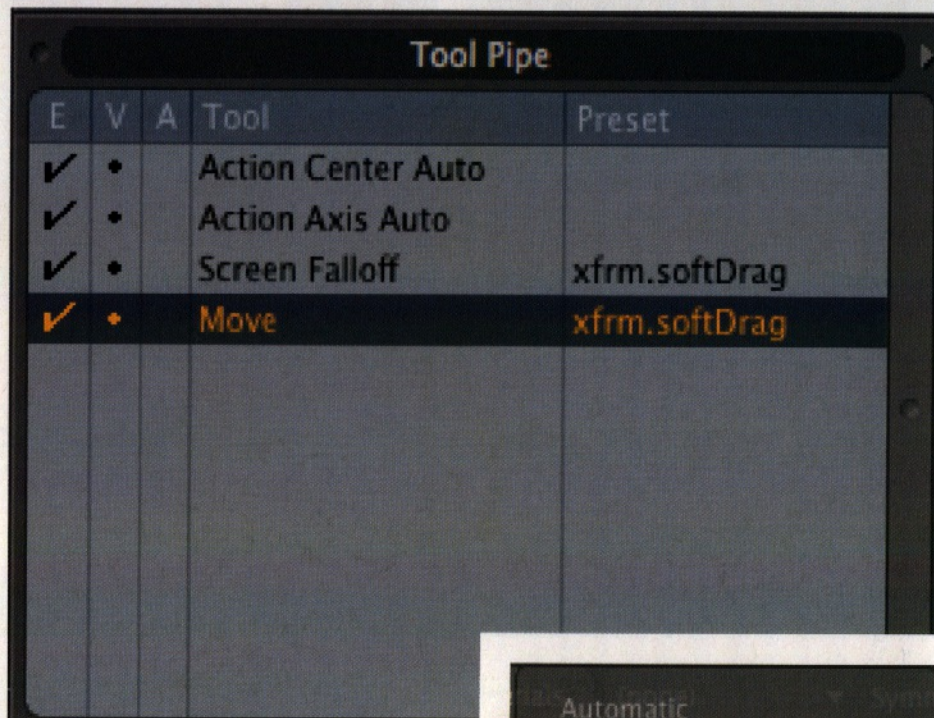 Tool Pipe
E V A Tool Preset
✓ • Action Center Auto
✓ • Action Axis Auto
✓ • Screen Falloff xfrm.softDrag
✓ • Move xfrm.softDrag
Automatic